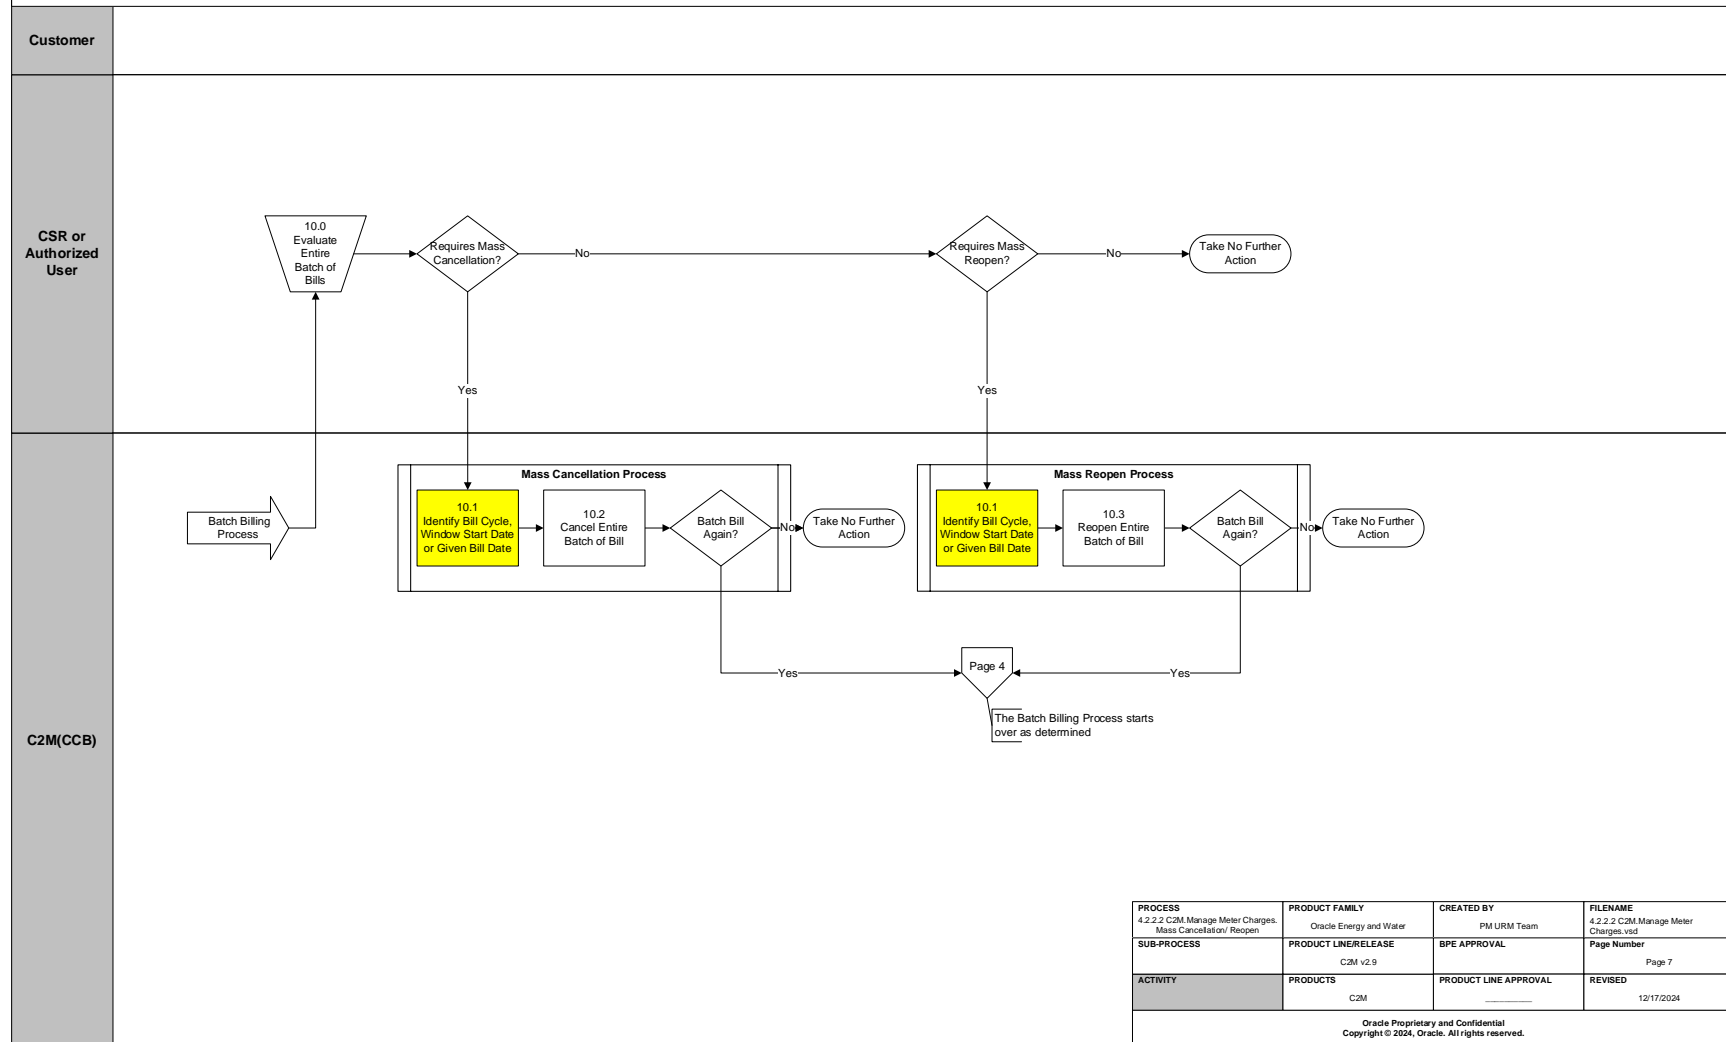 Customer
CSR or
Authorized
User
10.0
Evaluate
Entire
Batch of
Bills
Requires Mass
Cancellation?
No
Requires Mass
Reopen?
No
Take No Further
Action
Yes
Yes
C2M(CCB)
Batch Billing
Process
Mass Cancellation Process
10.1
Identify Bill Cycle,
Window Start Date
or Given Bill Date
10.2
Cancel Entire
Batch of Bill
Batch Bill
Again?
No
Take No Further
Action
Mass Reopen Process
10.1
Identify Bill Cycle,
Window Start Date
or Given Bill Date
10.3
Reopen Entire
Batch of Bill
Batch Bill
Again?
No
Take No Further
Action
Yes
Page 4
Yes
The Batch Billing Process starts
over as determined
PROCESS
4.2.2.2 C2M.Manage Meter Charges.
Mass Cancellation/ Reopen
PRODUCT FAMILY
Oracle Energy and Water
CREATED BY
PM URM Team
FILENAME
4.2.2.2 C2M.Manage Meter
Charges.vsd
SUB-PROCESS
PRODUCT LINE/RELEASE
C2M v2.9
BPE APPROVAL
Page Number
Page 7
ACTIVITY
PRODUCTS
C2M
PRODUCT LINE APPROVAL
REVISED
12/17/2024
Oracle Proprietary and Confidential
Copyright © 2024, Oracle. All rights reserved.